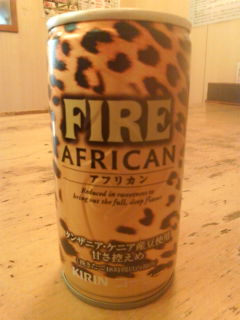 FIRE
AFRICAN
アフリカン
Reduced in sweetness to
bring out the full, deep flavor
タンザニア・ケニア産豆使用
甘さ控えめ
KIRIN